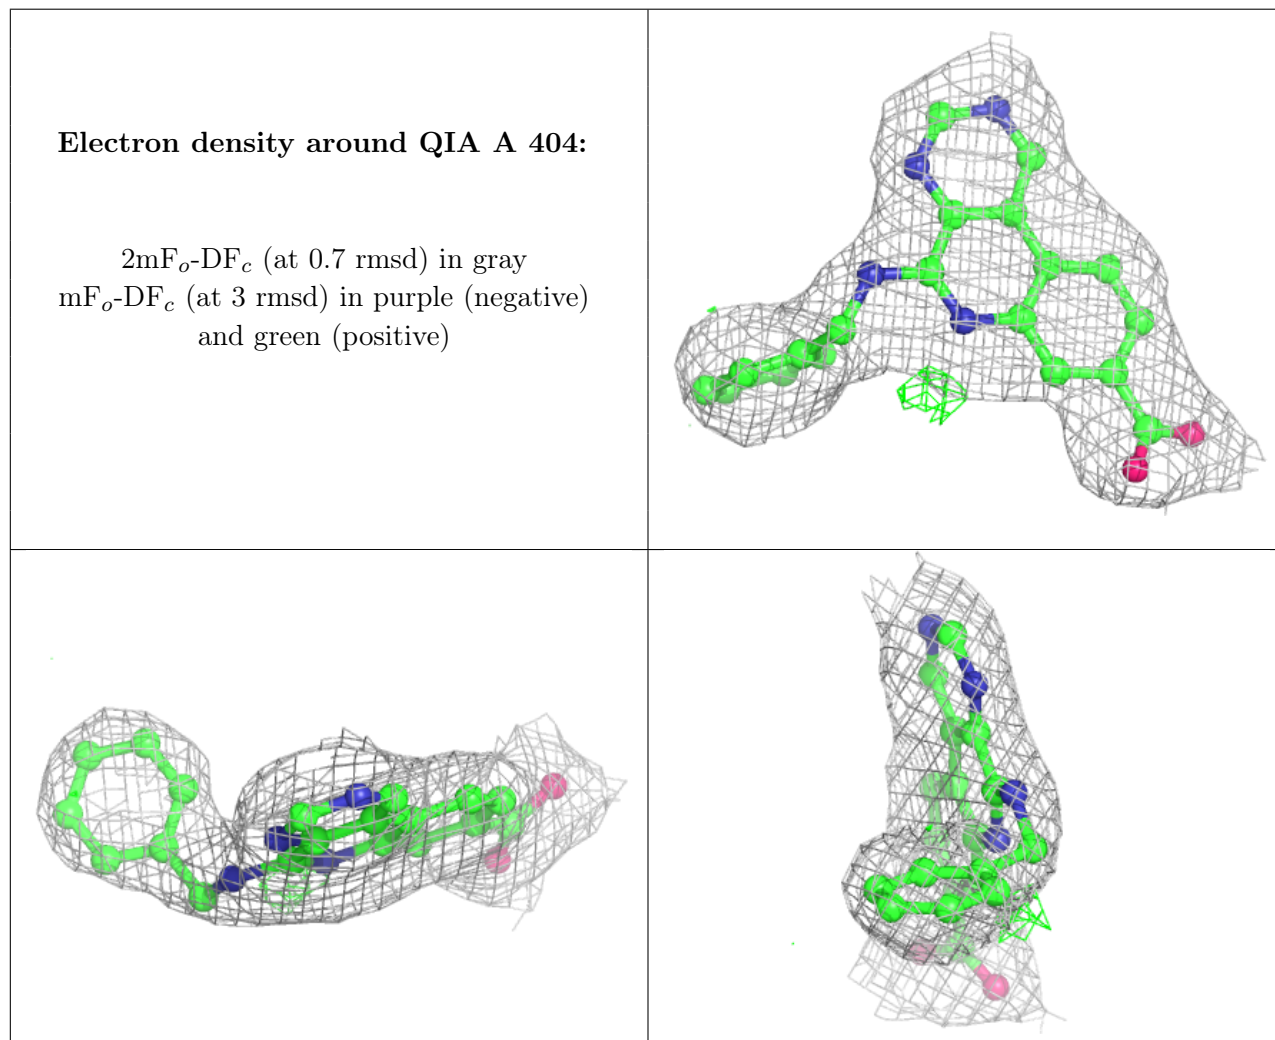 Electron density around QIA A 404:
2mFo-DFc (at 0.7 rmsd) in gray
mFo-DFc (at 3 rmsd) in purple (negative)
and green (positive)